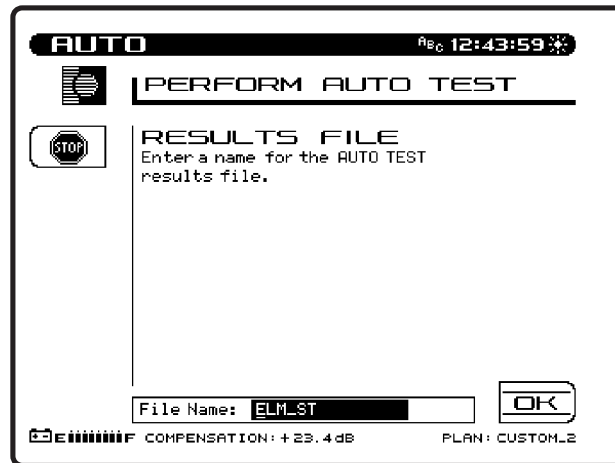 AUTO ABC 12:43:59
PERFORM AUTO TEST
STOP
RESULTS FILE
Enter a name for the AUTO TEST
results file.
File Name: ELM_ST
OK
E F COMPENSATION: +23.4dB PLAN: CUSTOM_2